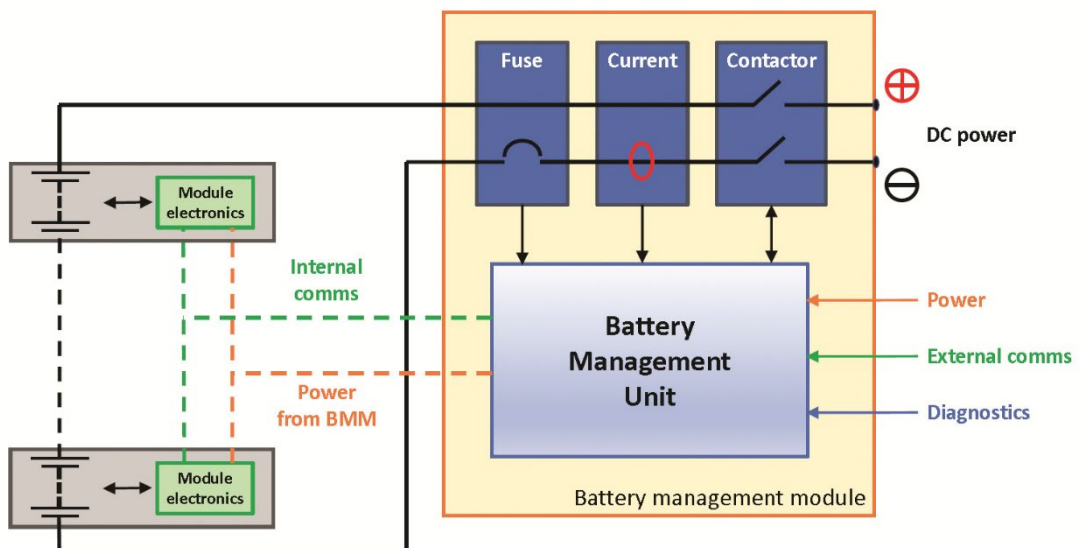 Fuse
Current
Contactor
DC power
Module
electronics
Internal
comms
Power
from BMM
Battery
Management
Unit
Power
External comms
Diagnostics
Module
electronics
Battery management module